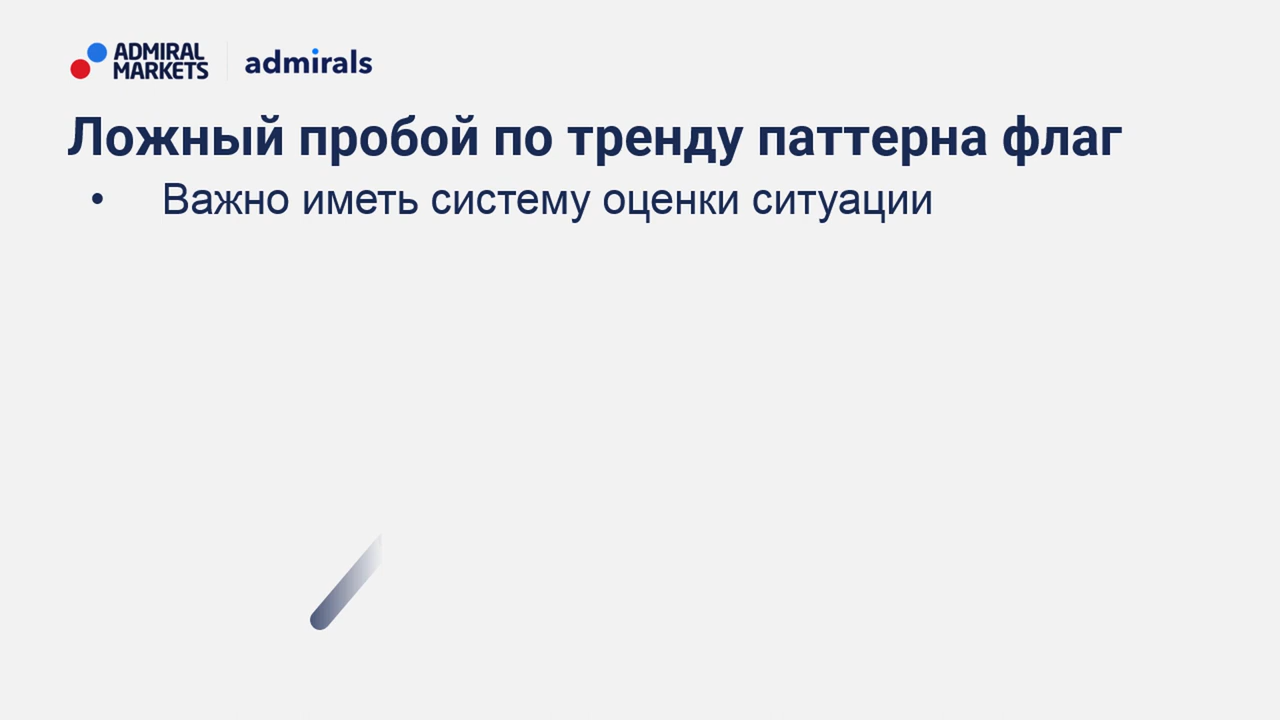 ADMIRAL
MARKETS
admirals
Ложный пробой по тренду паттерна флаг
• Важно иметь систему оценки ситуации